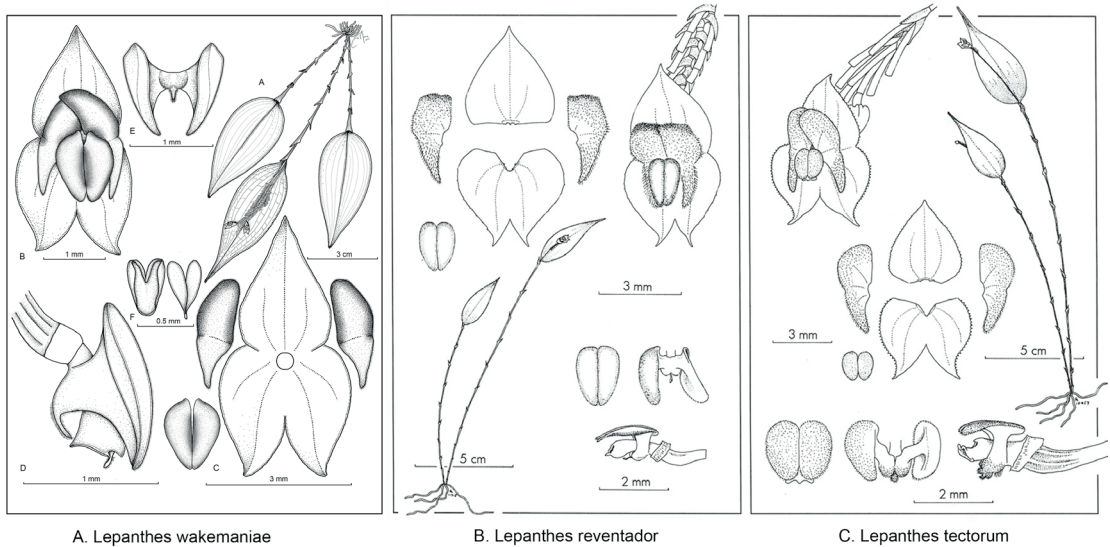 A
E
1 mm
B
1 mm
3 cm
F
0.5 mm
D
C
1 mm
3 mm
3 mm
5 cm
2 mm
3 mm
5 cm
2 mm
A. Lepanthes wakemaniae
B. Lepanthes reventador
C. Lepanthes tectorum